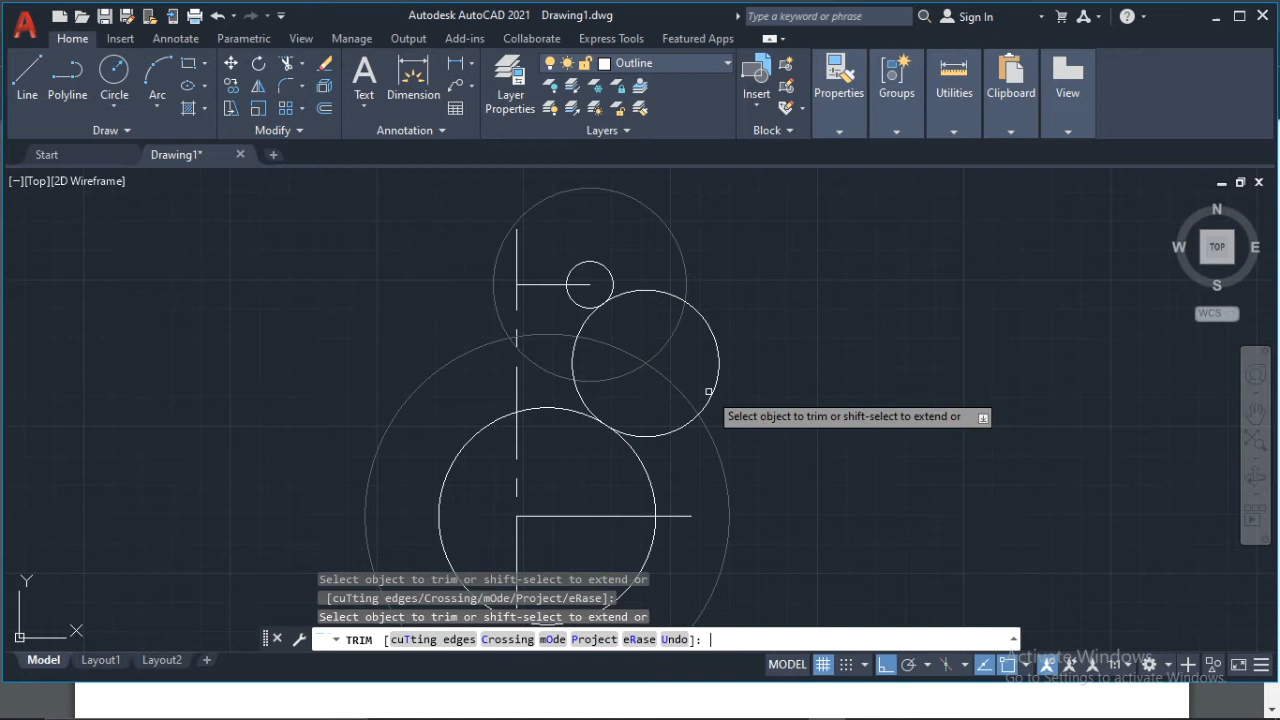 Autodesk AutoCAD 2021 Drawing1.dwg
Type a keyword or phrase
Sign In
Home Insert Annotate Parametric View Manage Output Add-ins Collaborate Express Tools Featured Apps
Line Polyline Circle Arc
Text Dimension
Layer Properties
Outline
Insert
Properties Groups Utilities Clipboard View
Draw Modify Annotation Layers Block
Start Drawing1*
[−][Top][2D Wireframe]
N
W TOP E
S
WCS
Select object to trim or shift-select to extend or
Y
X
Select object to trim or shift-select to extend or
[cuTting edges/Crossing/mOde/Project/eRase]:
Select object to trim or shift-select to extend or
TRIM [cuTting edges Crossing mOde Project eRase Undo]:
Activate Windows
Go to Settings to activate Windows.
Model Layout1 Layout2
MODEL 1:1